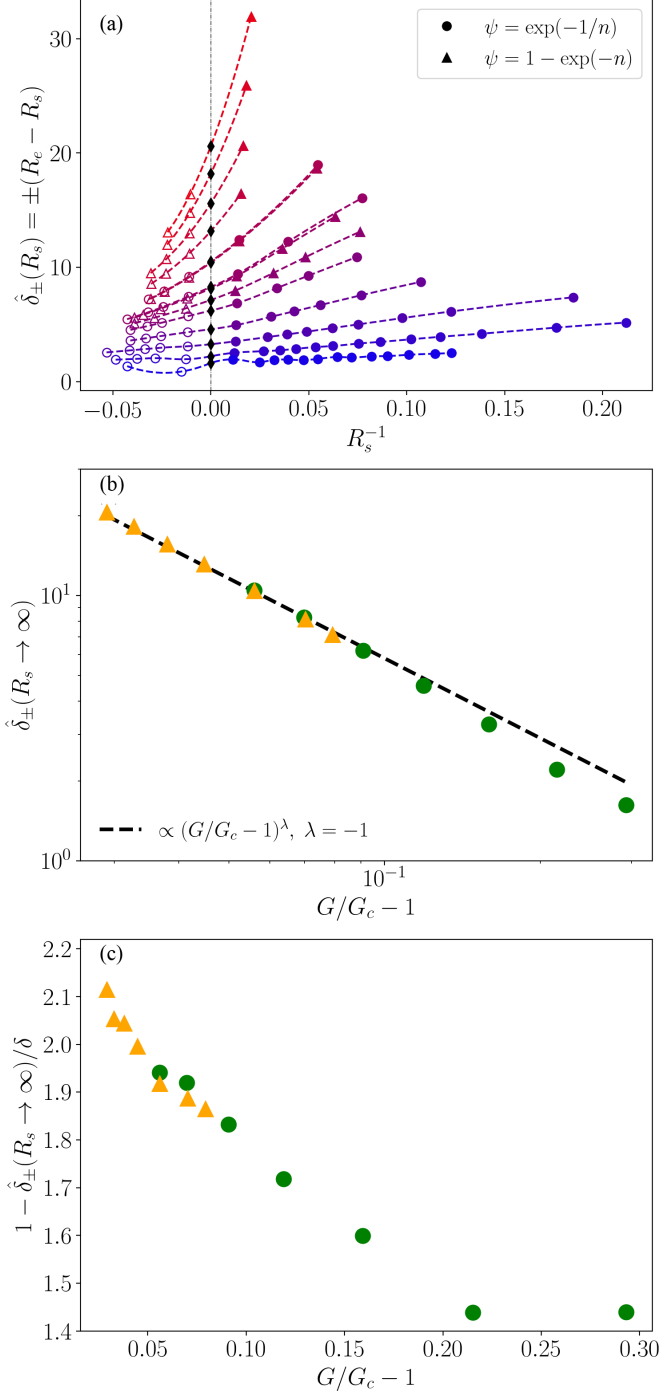 (a)
ψ = exp(−1/n)
ψ = 1 − exp(−n)
30
20
10
0
δ̂±(Rₛ) = ±(Rₑ − Rₛ)
−0.05 0.00 0.05 0.10 0.15 0.20
Rₛ⁻¹
(b)
10¹
10⁰
δ̂±(Rₛ → ∞)
∝ (G/G_c − 1)^λ, λ = −1
10⁻¹
G/G_c − 1
(c)
2.2
2.1
2.0
1.9
1.8
1.7
1.6
1.5
1.4
1 − δ̂±(Rₛ → ∞)/δ
0.05 0.10 0.15 0.20 0.25 0.30
G/G_c − 1